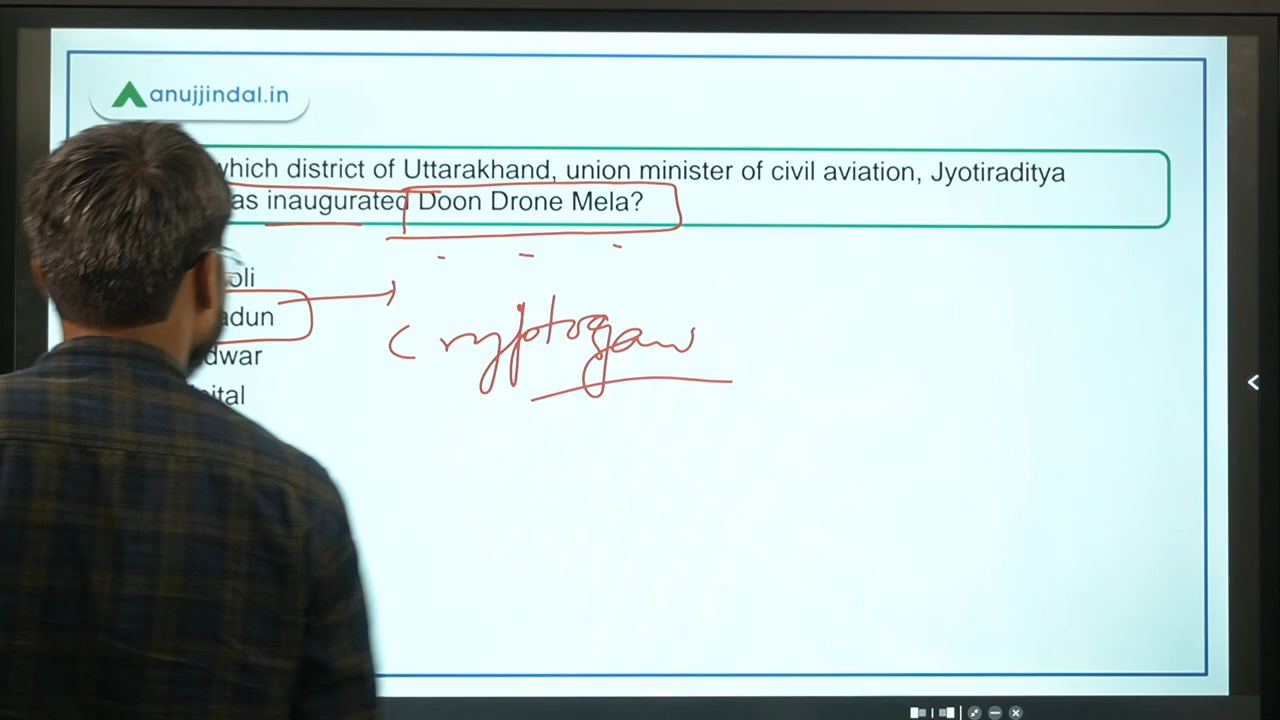 anujjindal.in
which district of Uttarakhand, union minister of civil aviation, Jyotiraditya
as inaugurated Doon Drone Mela?
oli
adun
dwar
ital
Cryptogam